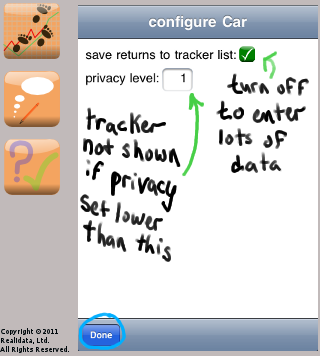 configure Car
save returns to tracker list:
privacy level: 1
turn off
to enter
lots of
data
tracker
not shown
if privacy
set lower
than this
Done
Copyright © 2011
Realidata, Ltd.
All Rights Reserved.